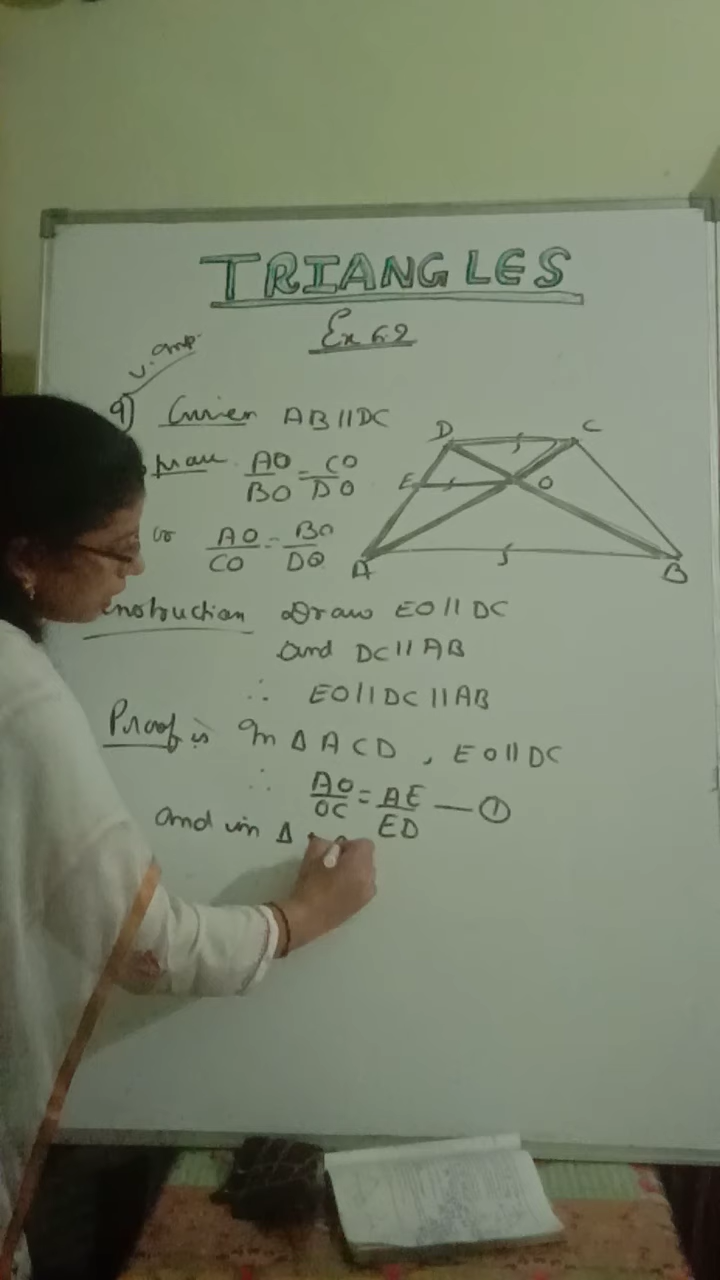 TRIANGLES
Ex 6.2
V. Imp.
9) Given AB || DC
AO/BO = CO/DO
or AO/CO = BO/DO
D C
E O
A B
Draw EO || DC
and DC || AB
∴ EO || DC || AB
Proof :- In Δ ACD , EO || DC
∴ AO/OC = AE/ED — ①
and in Δ